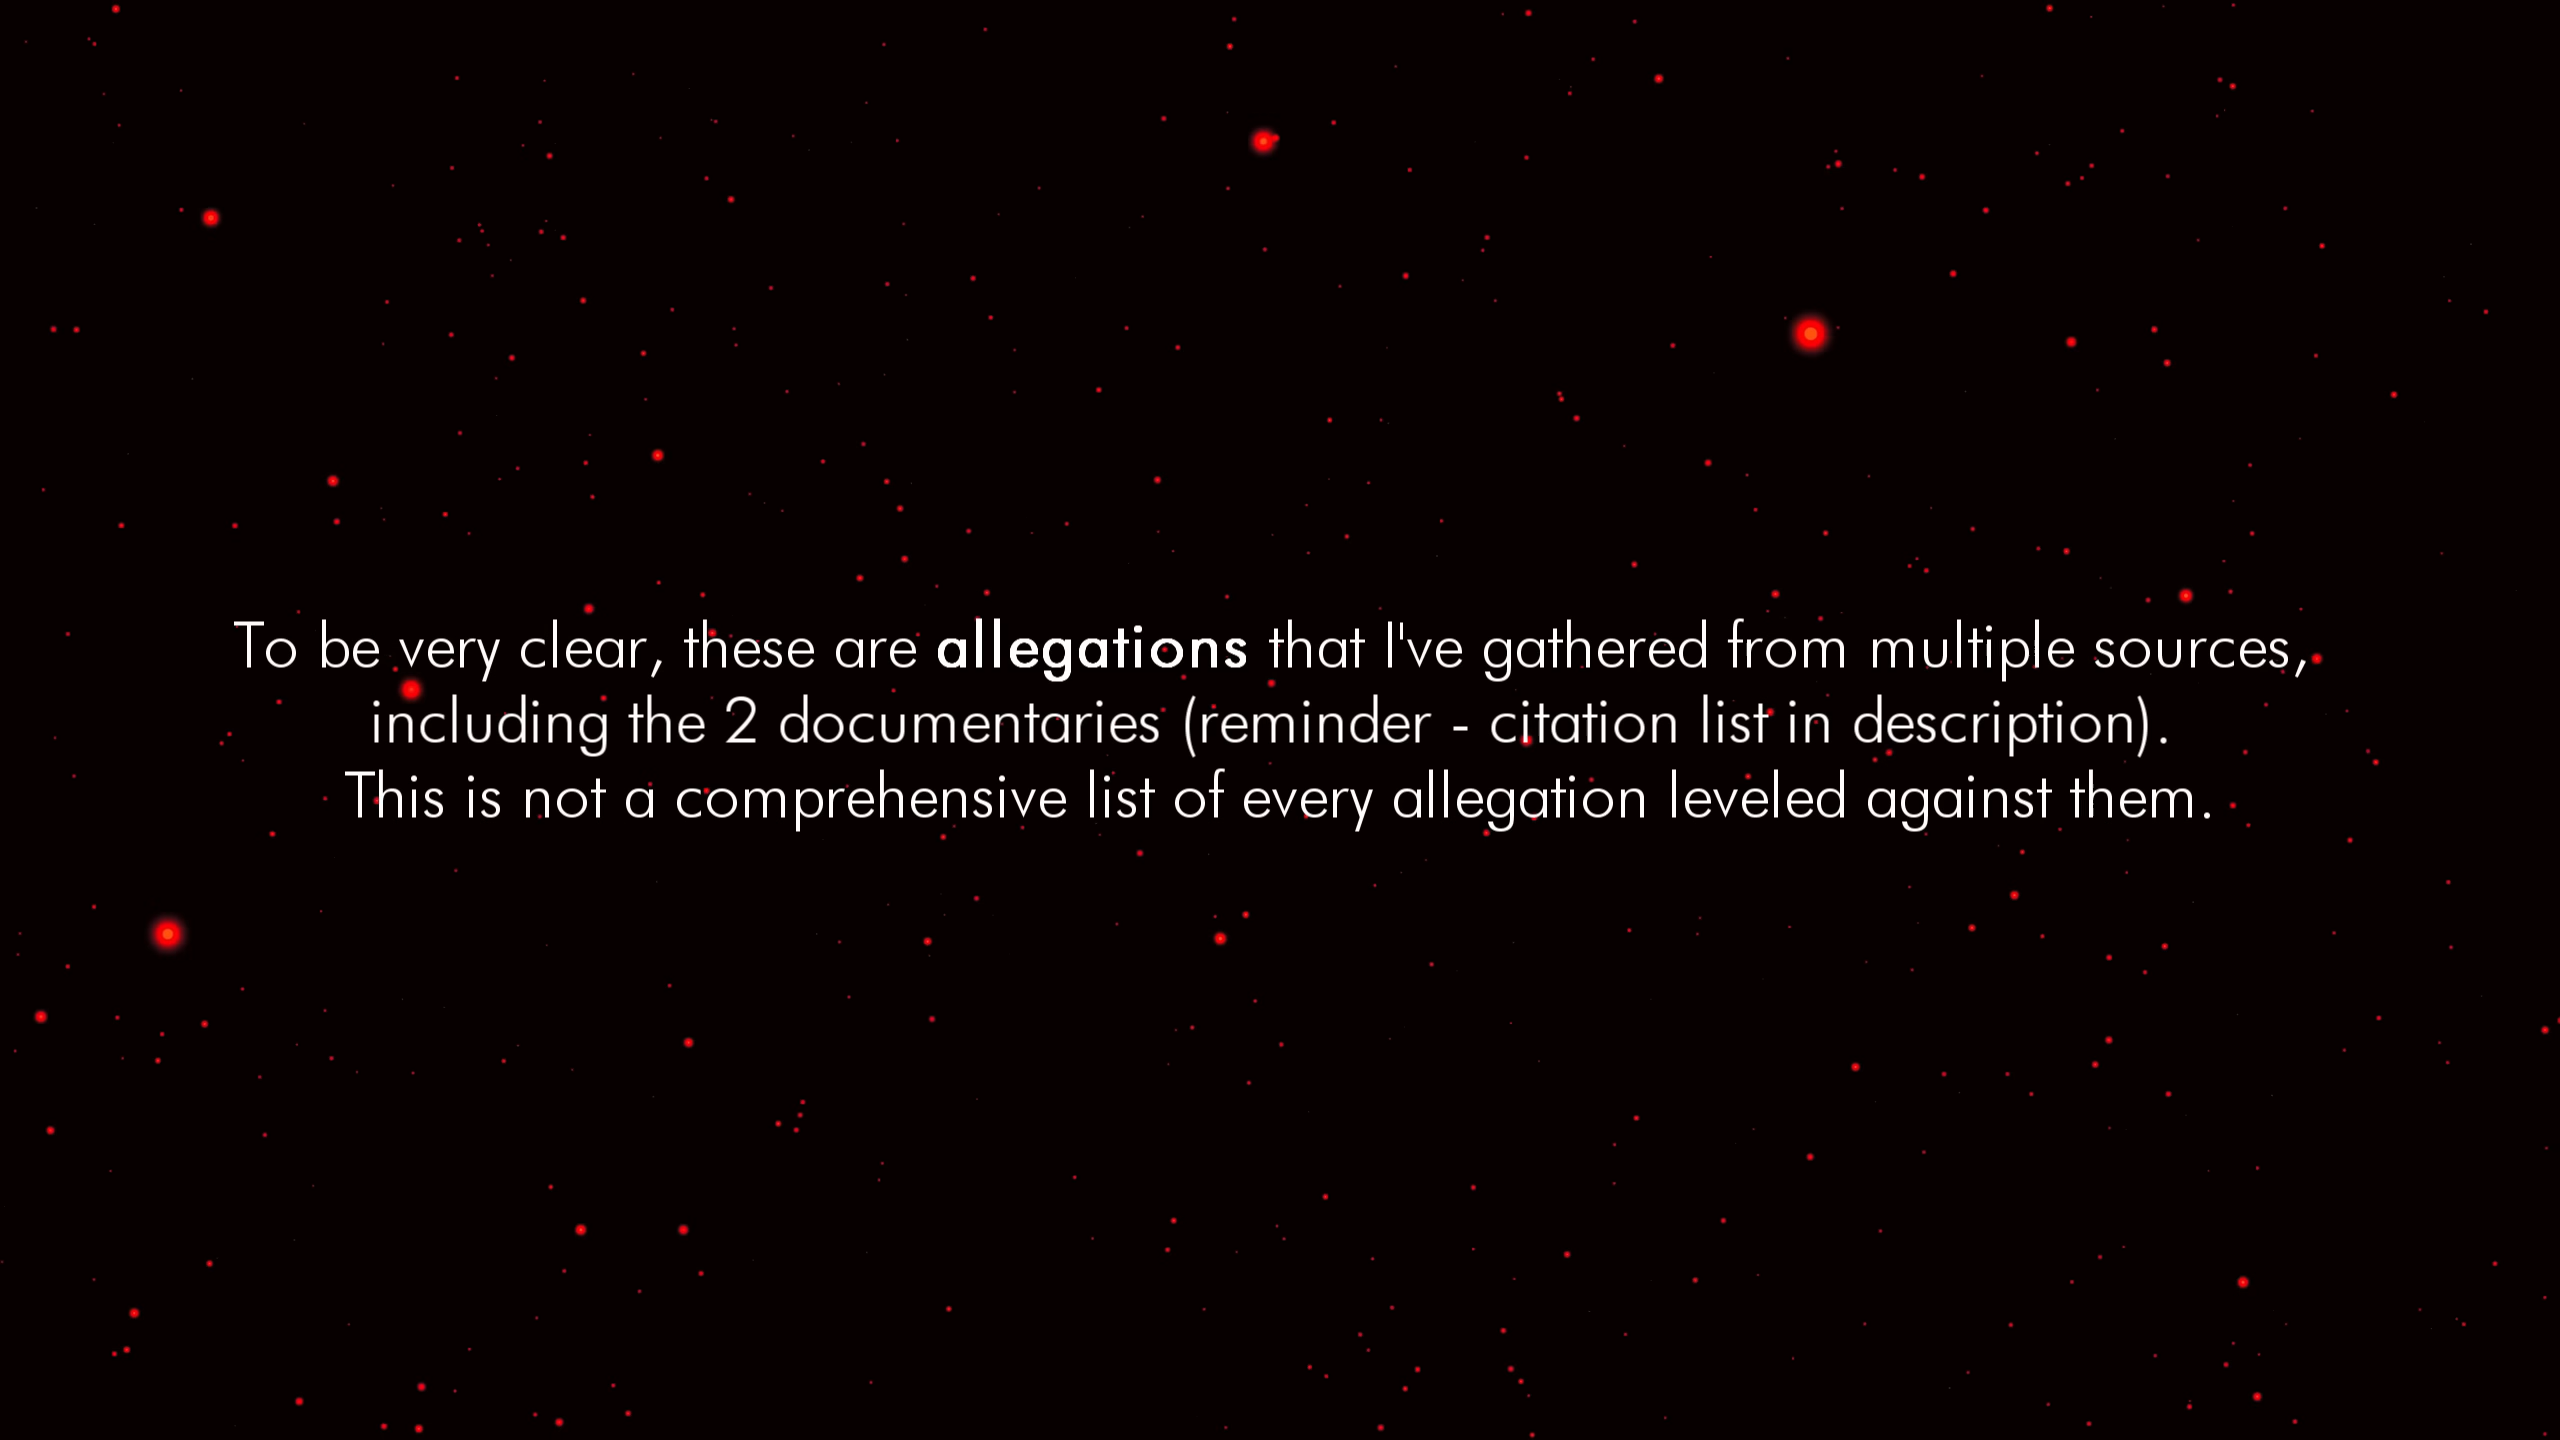 To be very clear, these are allegations that I've gathered from multiple sources,
including the 2 documentaries (reminder - citation list in description).
This is not a comprehensive list of every allegation leveled against them.